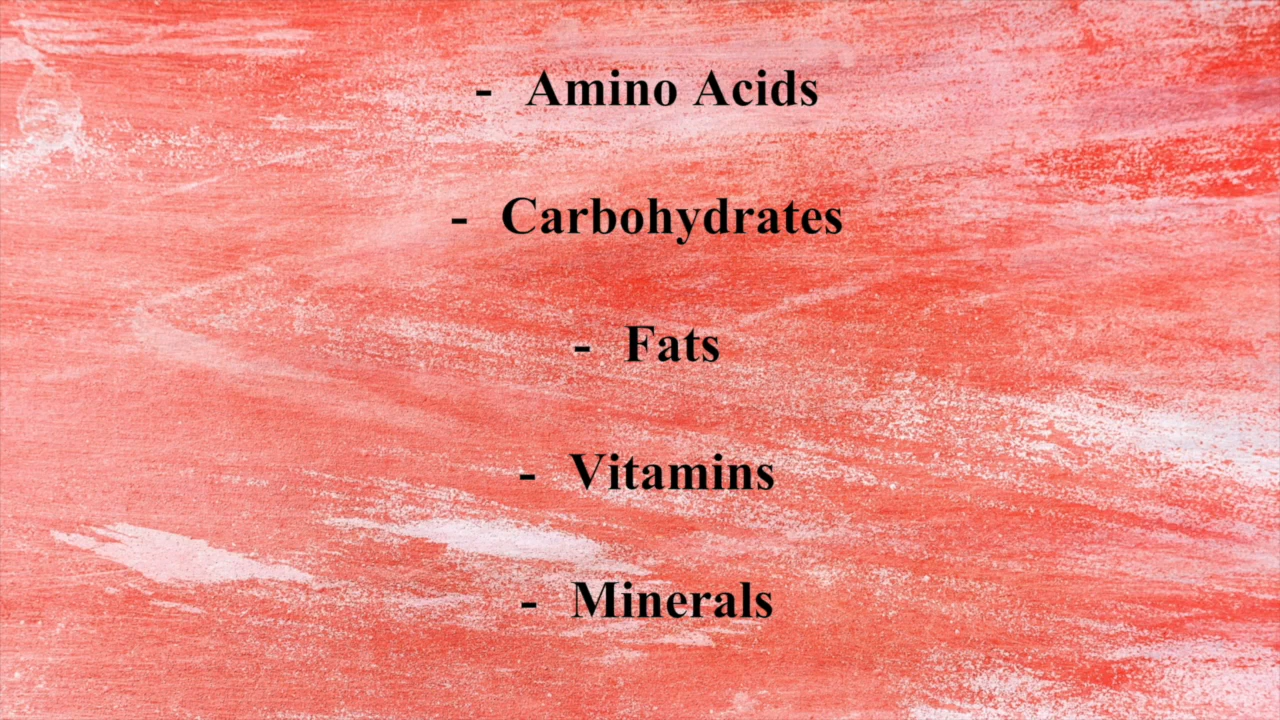 - Amino Acids
- Carbohydrates
- Fats
- Vitamins
- Minerals